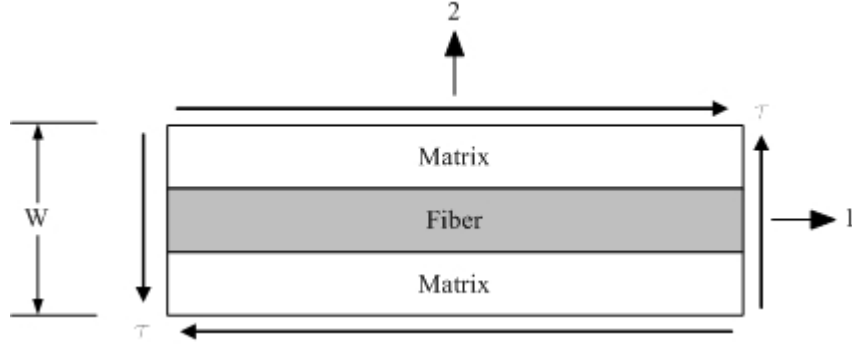 2
τ
Matrix
W
Fiber
1
Matrix
τ